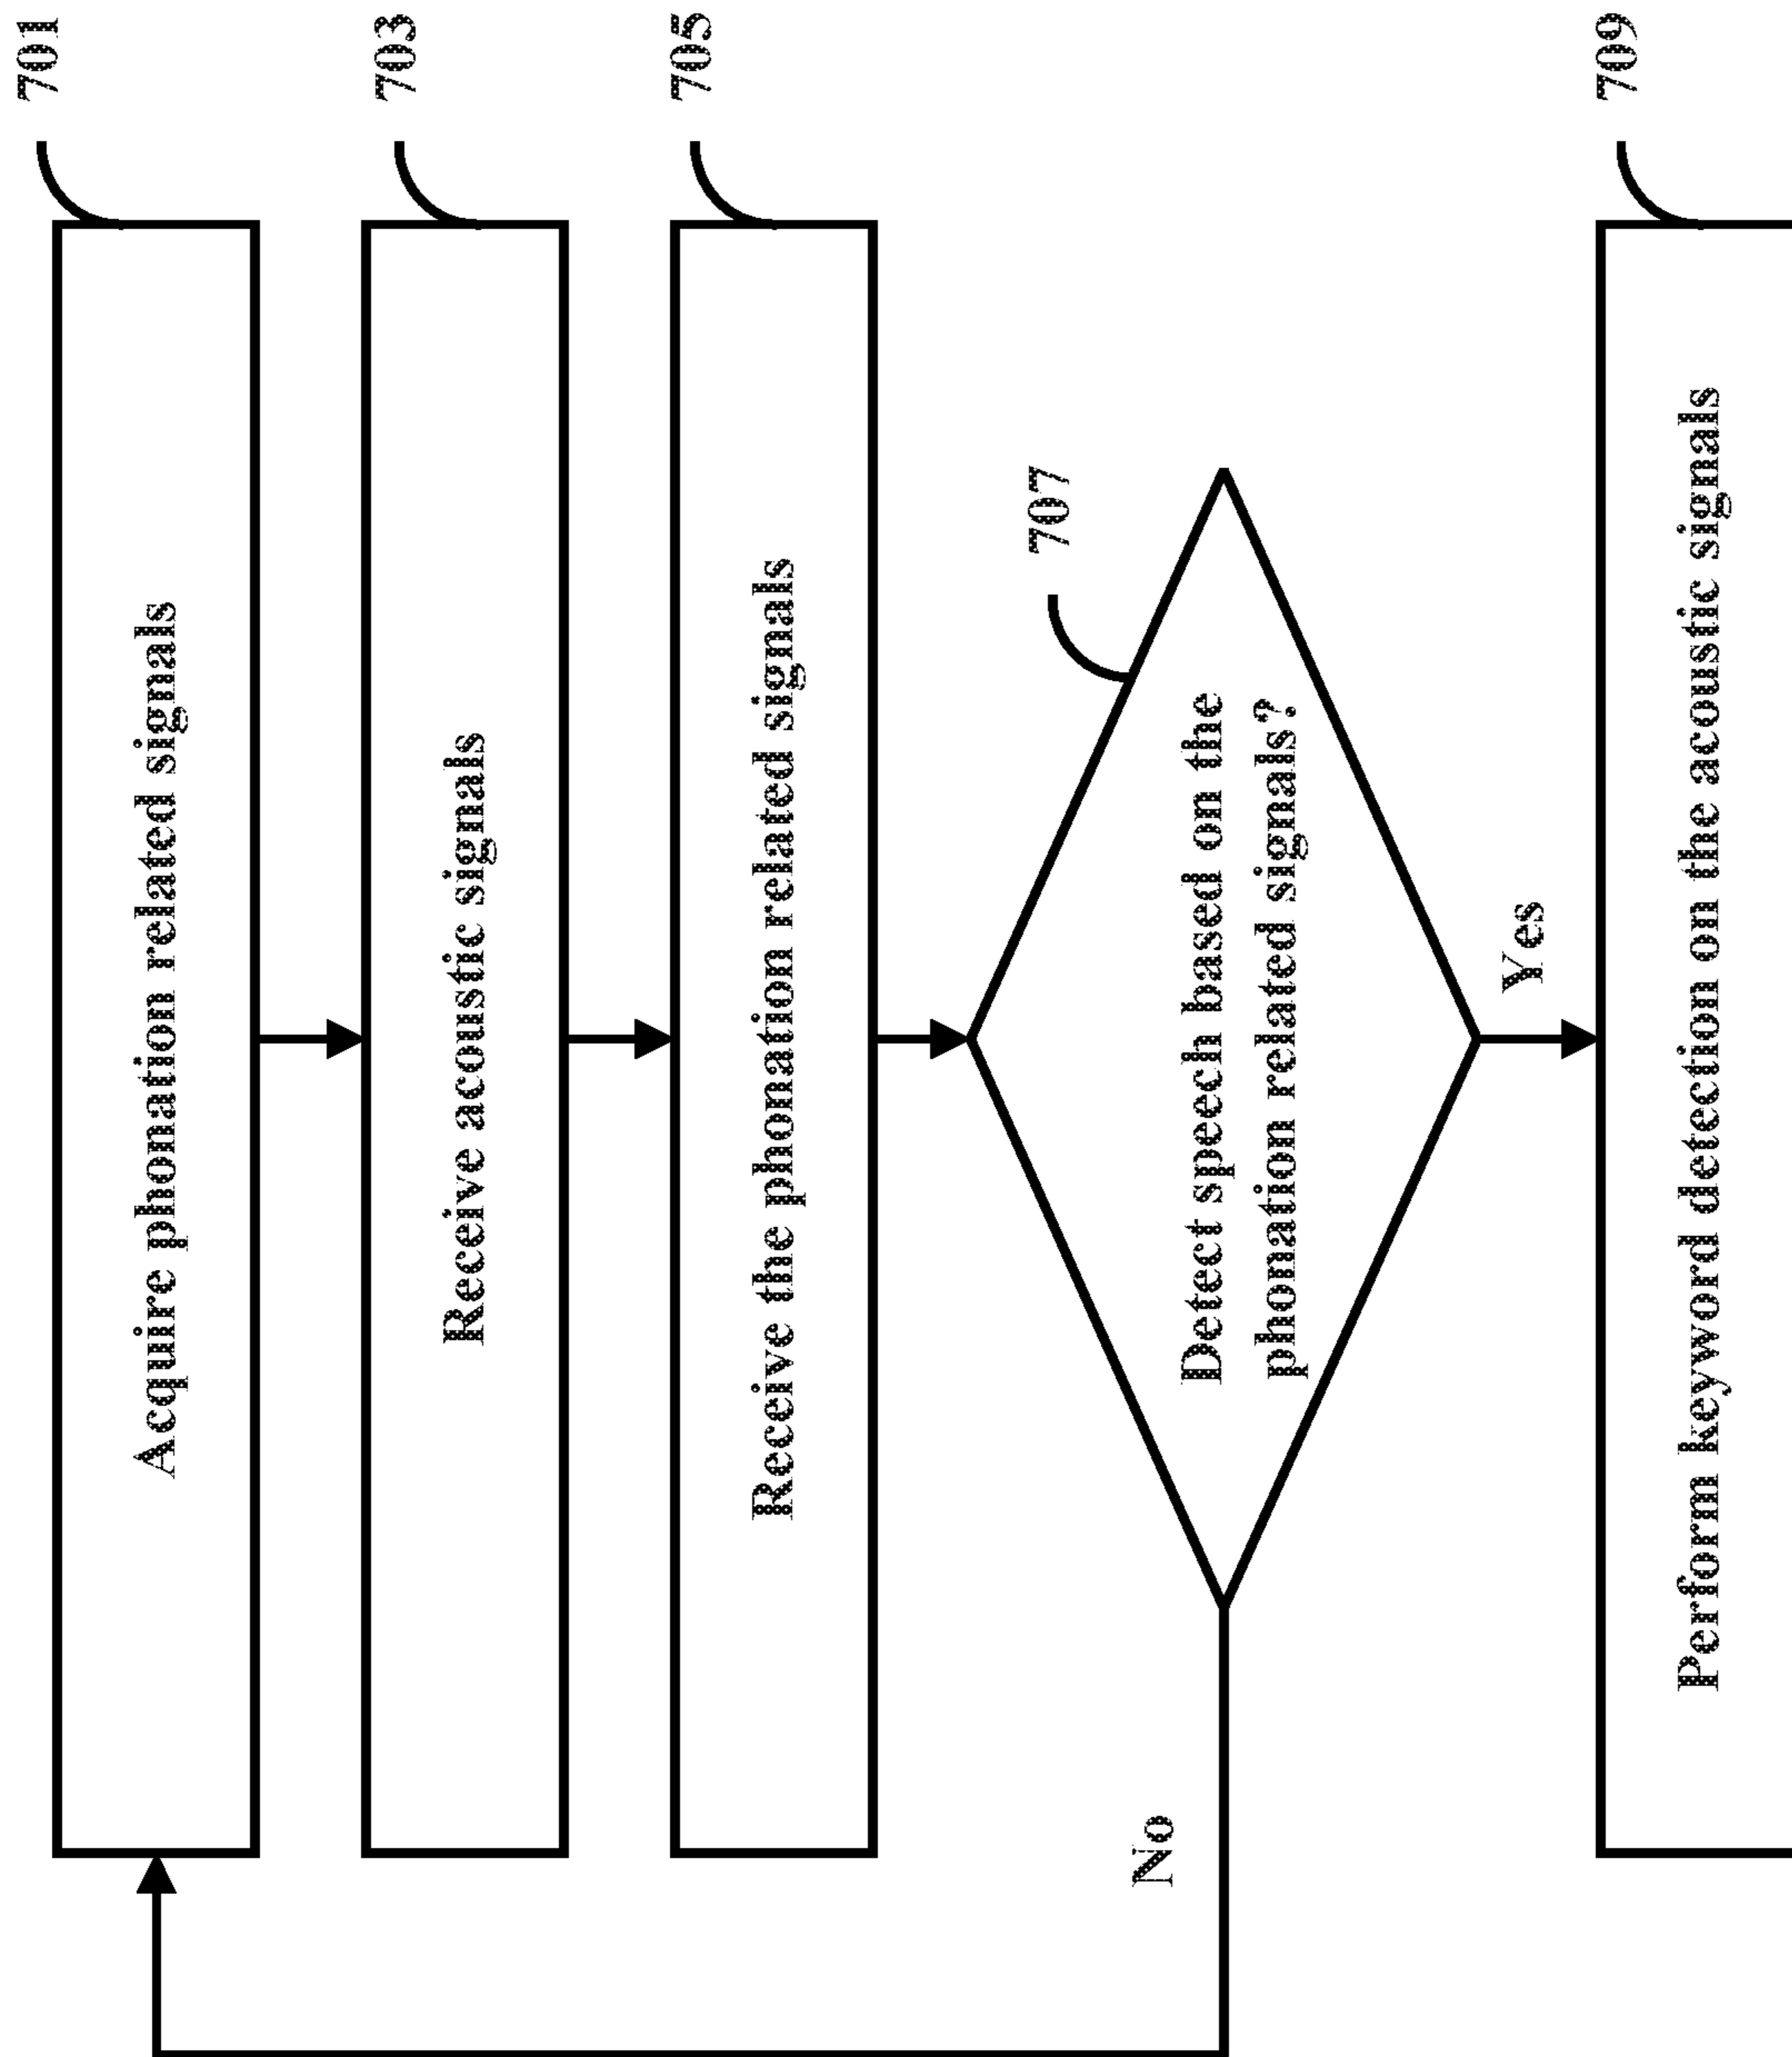 Acquire phonation related signals
701
Receive acoustic signals
703
Receive the phonation related signals
705
Detect speech based on the
phonation related signals?
707
No
Yes
Perform keyword detection on the acoustic signals
709